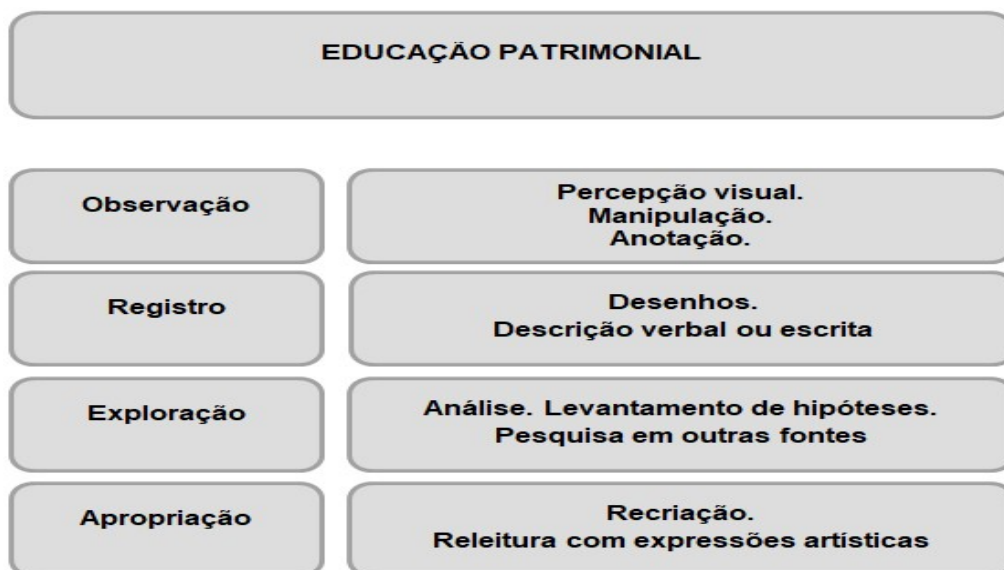 EDUCAÇÃO PATRIMONIAL
Observação
Percepção visual.
Manipulação.
Anotação.
Registro
Desenhos.
Descrição verbal ou escrita
Exploração
Análise. Levantamento de hipóteses.
Pesquisa em outras fontes
Apropriação
Recriação.
Releitura com expressões artísticas